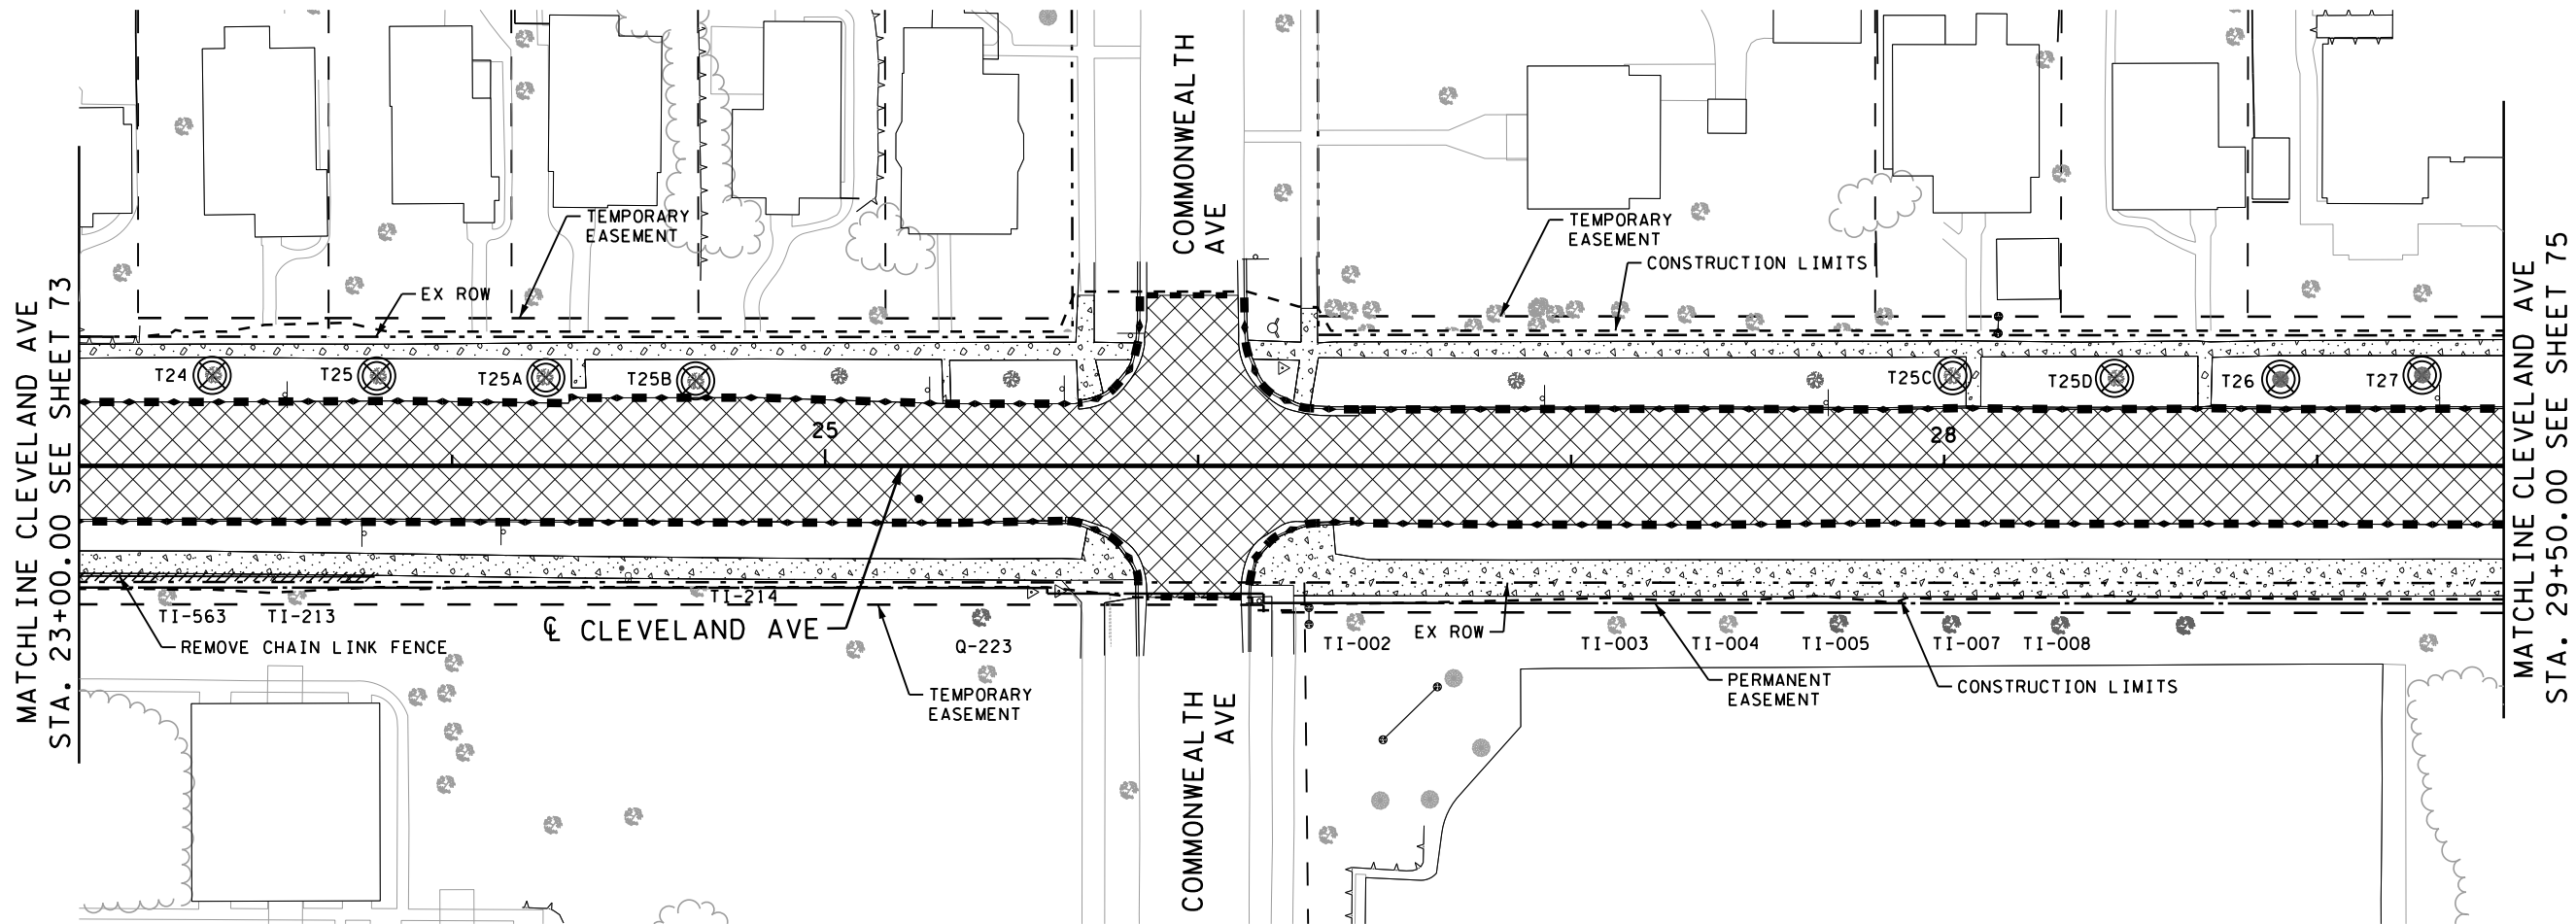 MATCHLINE CLEVELAND AVE
STA. 23+00.00 SEE SHEET 73
COMMONWEALTH
AVE
TEMPORARY
EASEMENT
EX ROW
TEMPORARY
EASEMENT
CONSTRUCTION LIMITS
T24
T25
T25A
T25B
T25C
T25D
T26
T27
25
28
TI-563
TI-213
TI-214
REMOVE CHAIN LINK FENCE
℄ CLEVELAND AVE
Q-223
TEMPORARY
EASEMENT
TI-002
EX ROW
TI-003
TI-004
TI-005
TI-007
TI-008
PERMANENT
EASEMENT
CONSTRUCTION LIMITS
COMMONWEALTH
AVE
MATCHLINE CLEVELAND AVE
STA. 29+50.00 SEE SHEET 75